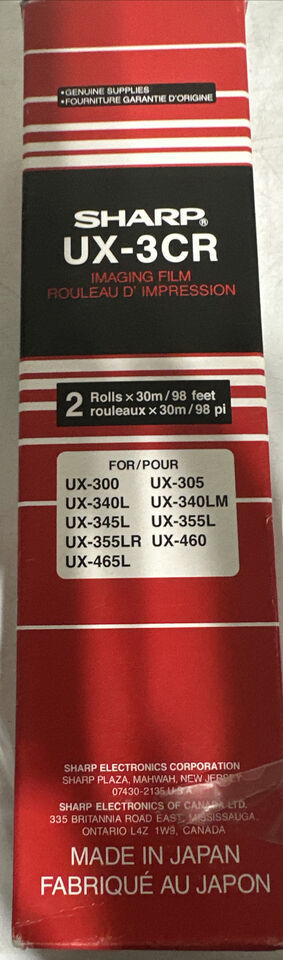 •GENUINE SUPPLIES
•FOURNITURE GARANTIE D'ORIGINE
SHARP®
UX-3CR
IMAGING FILM
ROULEAU D' IMPRESSION
2 Rolls × 30m/98 feet
rouleaux × 30m/98 pi
FOR/POUR
UX-300 UX-305
UX-340L UX-340LM
UX-345L UX-355L
UX-355LR UX-460
UX-465L
SHARP ELECTRONICS CORPORATION
SHARP PLAZA, MAHWAH, NEW JERSEY
07430-2135 U.S.A.
SHARP ELECTRONICS OF CANADA LTD.
335 BRITANNIA ROAD EAST, MISSISSAUGA,
ONTARIO L4Z 1W9, CANADA
MADE IN JAPAN
FABRIQUÉ AU JAPON